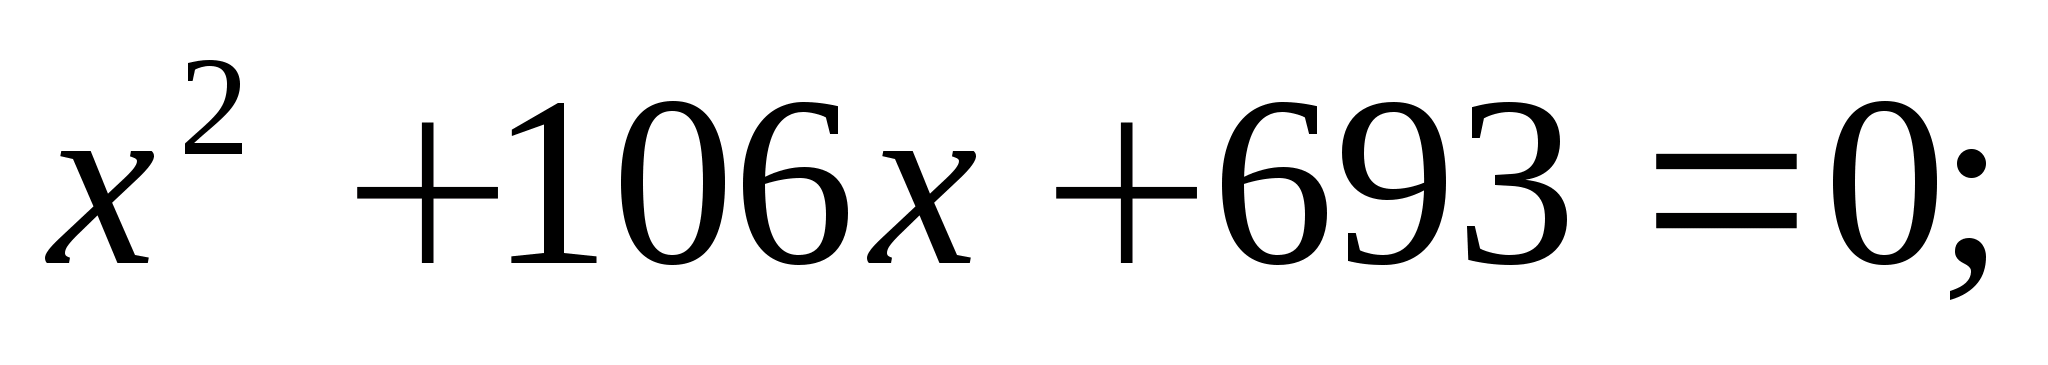 x² +106x +693 =0;